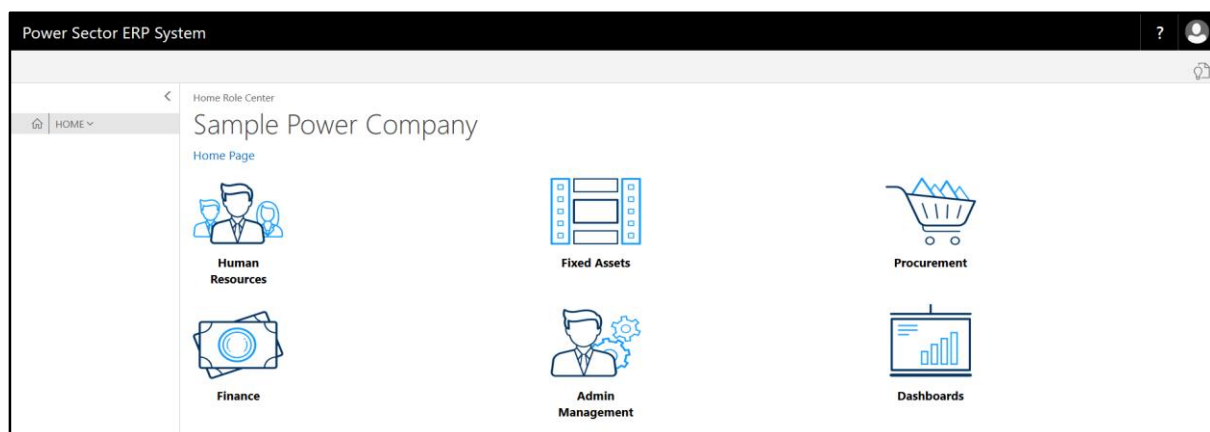 Power Sector ERP System
?
Home Role Center
HOME
Sample Power Company
Home Page
Human
Resources
Fixed Assets
Procurement
Finance
Admin
Management
Dashboards